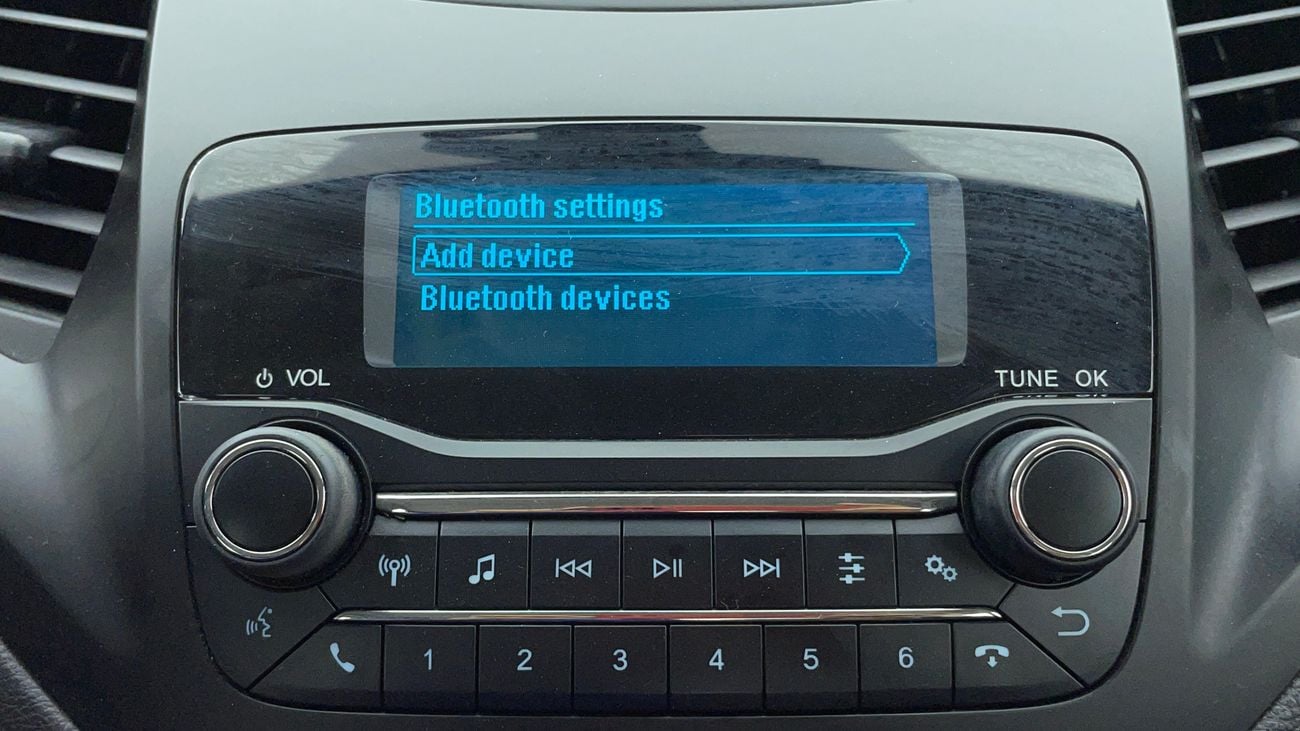 Bluetooth settings
Add device
Bluetooth devices
VOL
TUNE OK
1 2 3 4 5 6